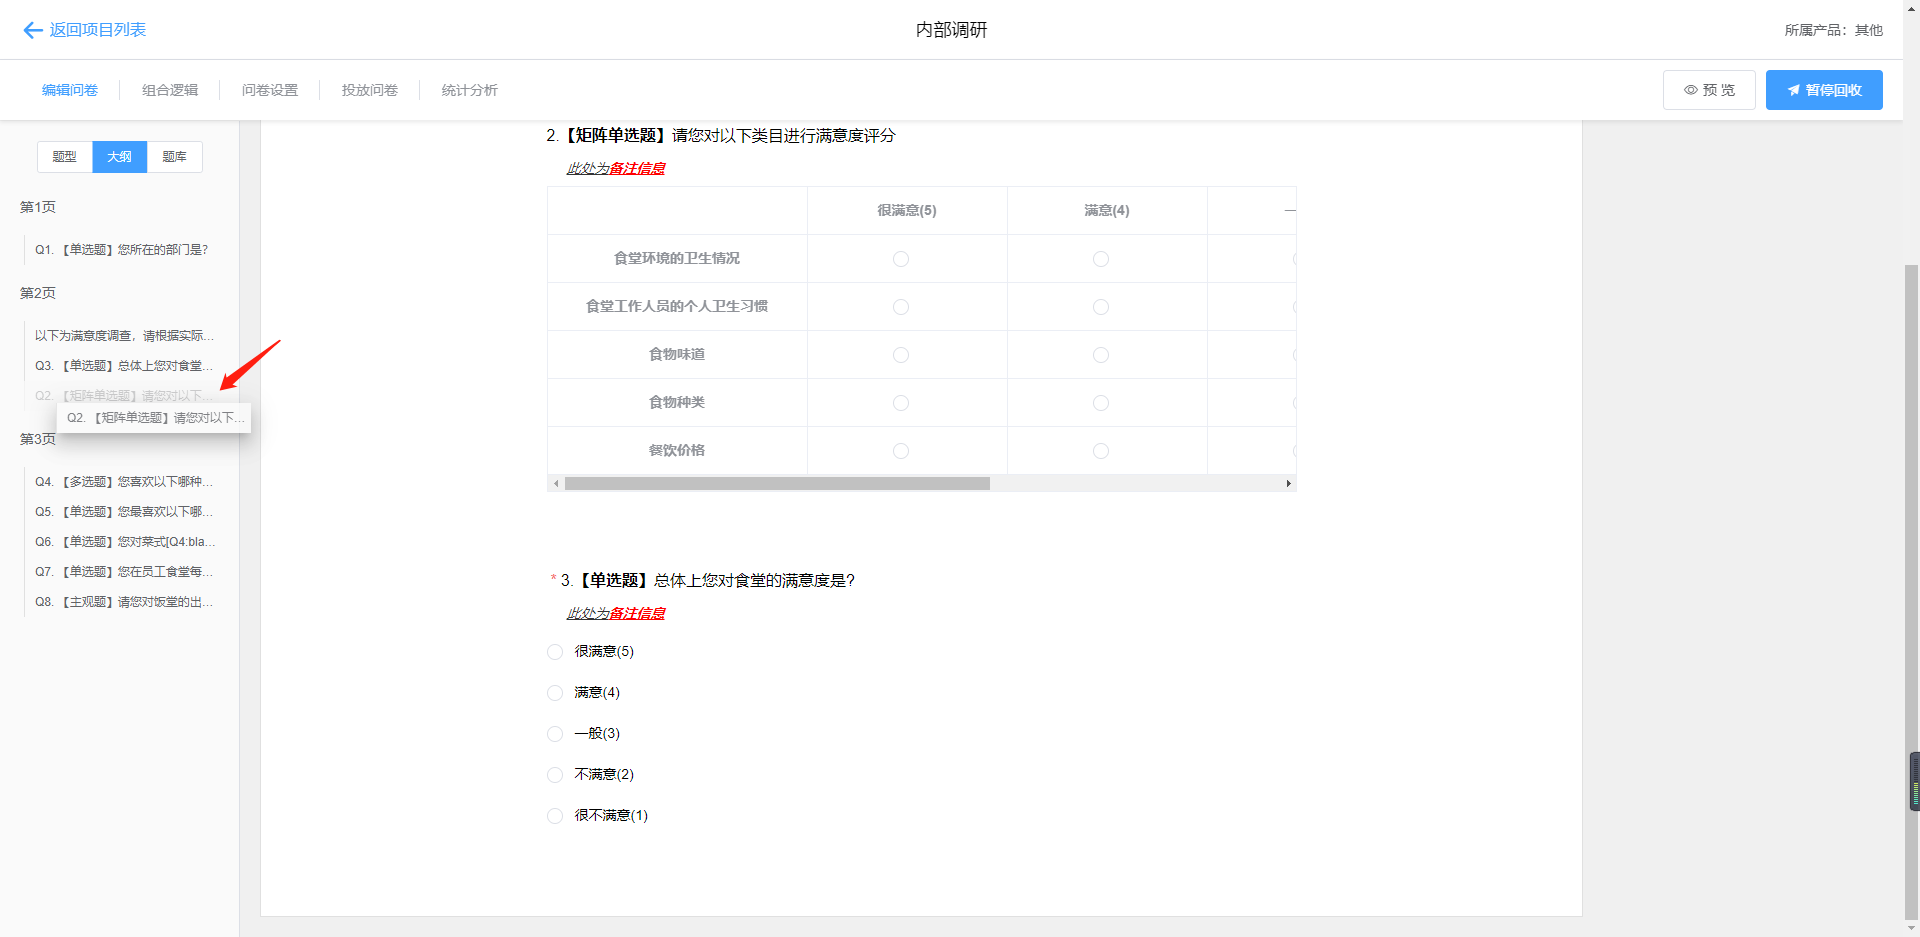 返回项目列表
内部调研
所属产品：其他
编辑问卷
组合逻辑
问卷设置
投放问卷
统计分析
预 览
暂停回收
题型
大纲
题库
第1页
Q1. 【单选题】您所在的部门是?
第2页
以下为满意度调查，请根据实际...
Q3. 【单选题】总体上您对食堂...
Q2. 【矩阵单选题】请您对以下...
Q2. 【矩阵单选题】请您对以下...
第3页
Q4. 【多选题】您喜欢以下哪种...
Q5. 【单选题】您最喜欢以下哪...
Q6. 【单选题】您对菜式[Q4:bla...
Q7. 【单选题】您在员工食堂每...
Q8. 【主观题】请您对饭堂的出...
2.【矩阵单选题】请您对以下类目进行满意度评分
此处为备注信息
很满意(5)
满意(4)
一
食堂环境的卫生情况
食堂工作人员的个人卫生习惯
食物味道
食物种类
餐饮价格
* 3.【单选题】总体上您对食堂的满意度是?
此处为备注信息
很满意(5)
满意(4)
一般(3)
不满意(2)
很不满意(1)